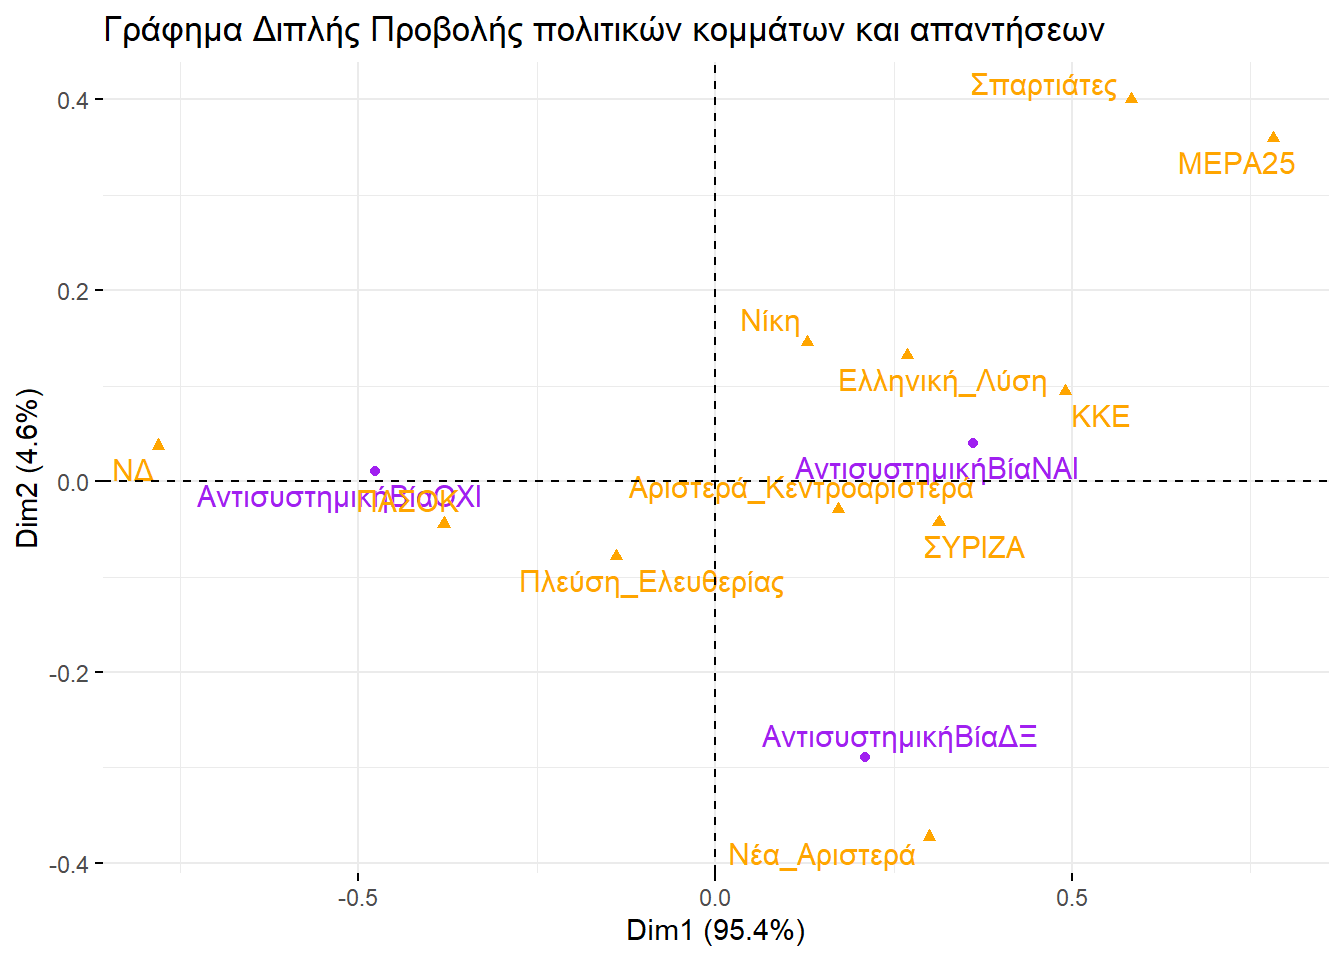 Γράφημα Διπλής Προβολής πολιτικών κομμάτων και απαντήσεων
Σπαρτιάτες
ΜΕΡΑ25
Νίκη
Ελληνική_Λύση
ΚΚΕ
ΝΔ
ΑντισυστημικήΒίαΝΑΙ
Αριστερά_Κεντροαριστερά
ΑντισυστημικήΒίαΟΧΙ
ΠΑΣΟΚ
ΣΥΡΙΖΑ
Πλεύση_Ελευθερίας
ΑντισυστημικήΒίαΔΞ
Νέα_Αριστερά
0.4
0.2
0.0
-0.2
-0.4
Dim2 (4.6%)
-0.5
0.0
0.5
Dim1 (95.4%)